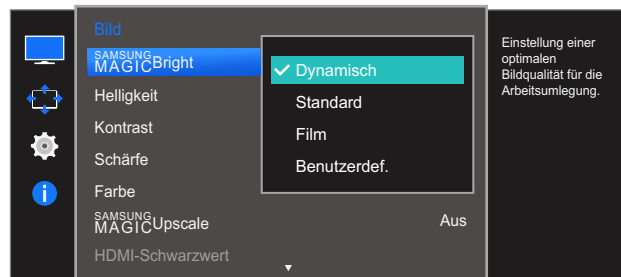 Bild
SAMSUNG
MAGICBright
Helligkeit
Kontrast
Schärfe
Farbe
SAMSUNG
MAGICUpscale
Aus
HDMI-Schwarzwert
Dynamisch
Standard
Film
Benutzerdef.
Einstellung einer
optimalen
Bildqualität für die
Arbeitsumlegung.